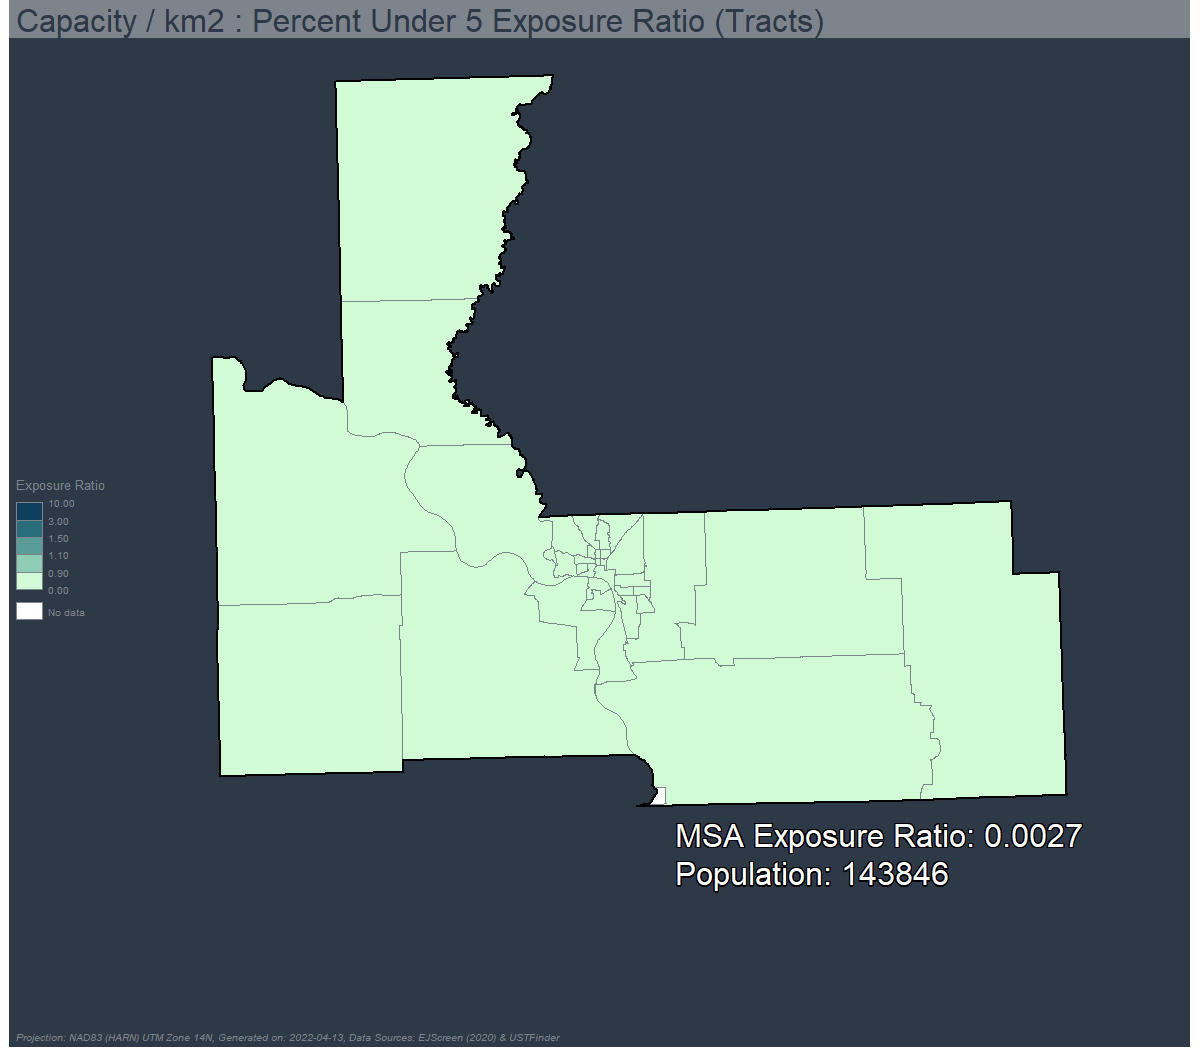 Capacity / km2 : Percent Under 5 Exposure Ratio (Tracts)
Exposure Ratio
10.00
3.00
1.50
1.10
0.90
0.00
No data
MSA Exposure Ratio: 0.0027
Population: 143846
Projection: NAD83 (HARN) UTM Zone 14N, Generated on: 2022-04-13, Data Sources: EJScreen (2020) & USTFinder